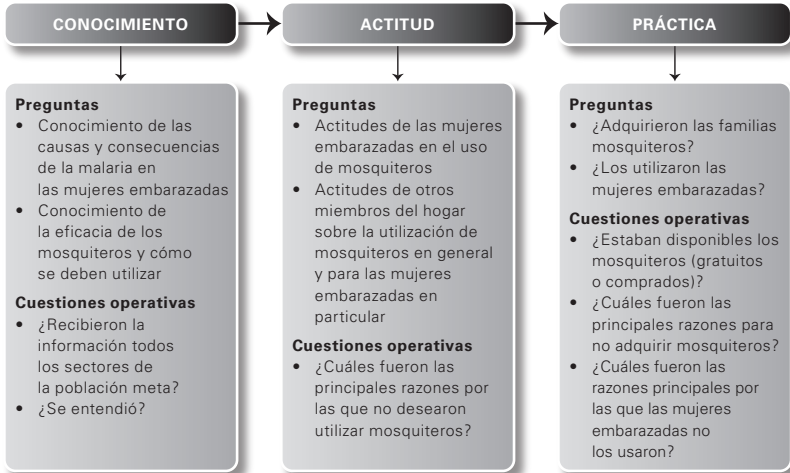 CONOCIMIENTO
Preguntas
• Conocimiento de las
causas y consecuencias
de la malaria en
las mujeres embarazadas
• Conocimiento de
la eficacia de los
mosquiteros y cómo
se deben utilizar
Cuestiones operativas
• ¿Recibieron la
información todos
los sectores de
la población meta?
• ¿Se entendió?
ACTITUD
Preguntas
• Actitudes de las mujeres
embarazadas en el uso
de mosquiteros
• Actitudes de otros
miembros del hogar
sobre la utilización de
mosquiteros en general
y para las mujeres
embarazadas en
particular
Cuestiones operativas
• ¿Cuáles fueron las
principales razones por
las que no desearon
utilizar mosquiteros?
PRÁCTICA
Preguntas
• ¿Adquirieron las familias
mosquiteros?
• ¿Los utilizaron las
mujeres embarazadas?
Cuestiones operativas
• ¿Estaban disponibles los
mosquiteros (gratuitos
o comprados)?
• ¿Cuáles fueron las
principales razones para
no adquirir mosquiteros?
• ¿Cuáles fueron las
razones principales por
las que las mujeres
embarazadas no
los usaron?